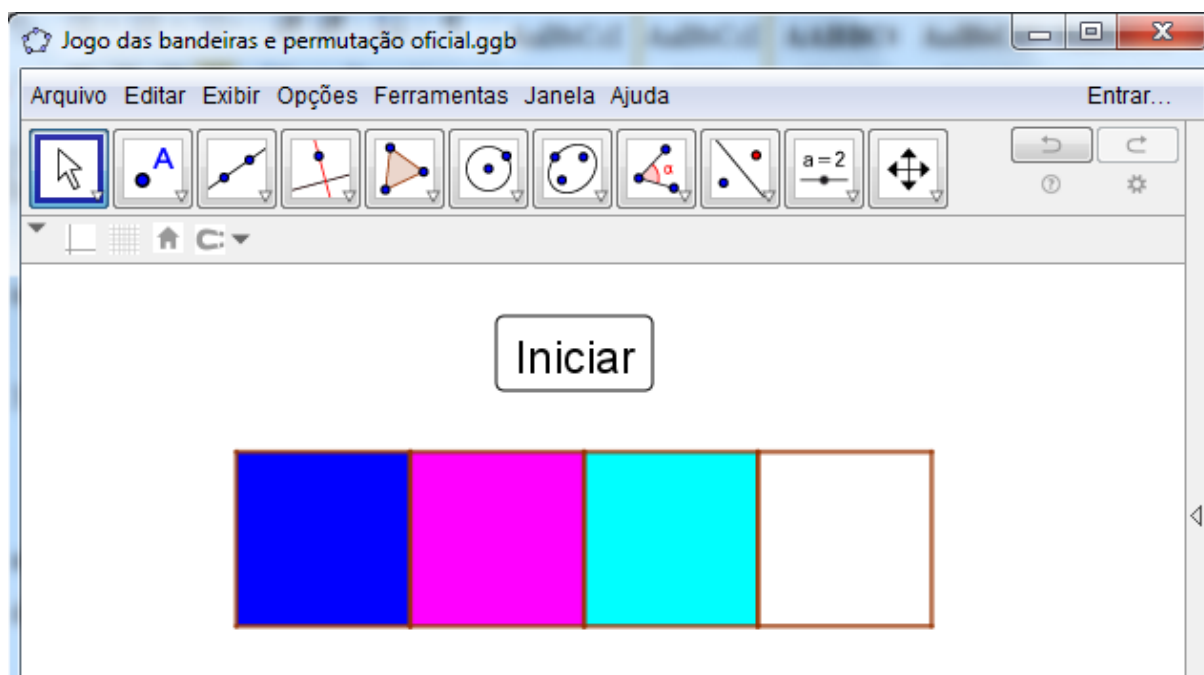 Jogo das bandeiras e permutação oficial.ggb
Arquivo Editar Exibir Opções Ferramentas Janela Ajuda Entrar...
A α a=2
Iniciar